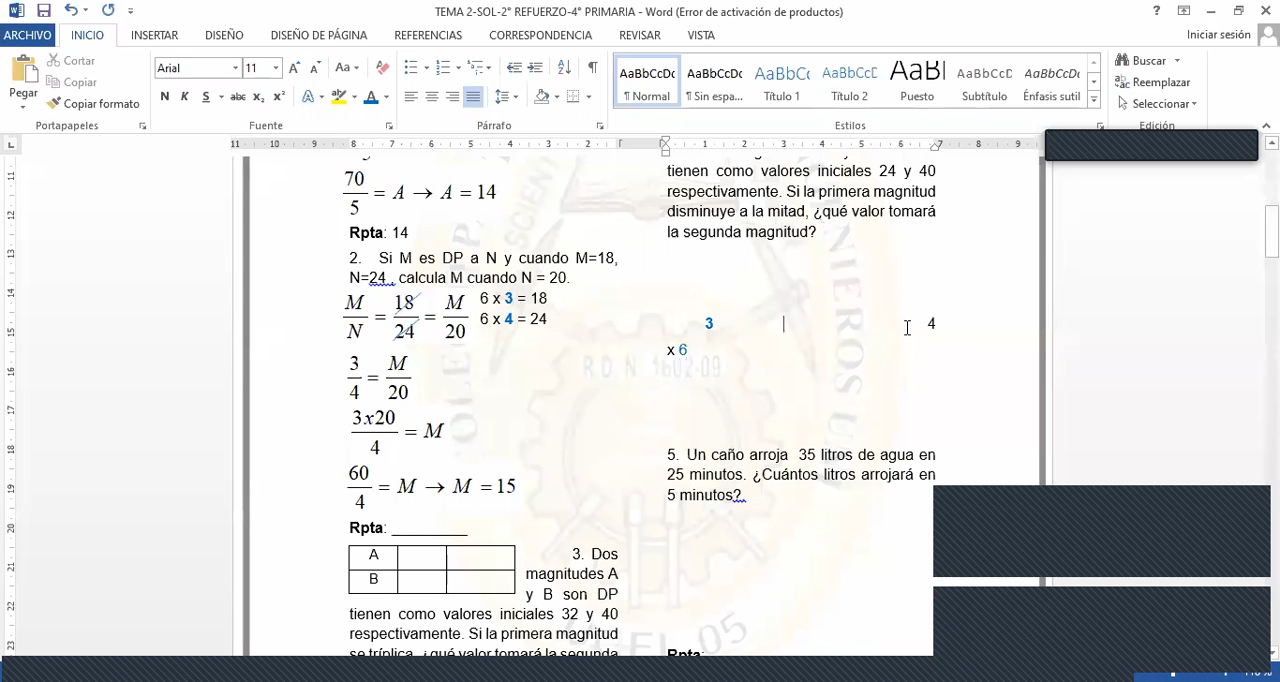 TEMA 2-SOL-2° REFUERZO-4° PRIMARIA - Word (Error de activación de productos)
ARCHIVO INICIO INSERTAR DISEÑO DISEÑO DE PÁGINA REFERENCIAS CORRESPONDENCIA REVISAR VISTA Iniciar sesión
Pegar
Cortar
Copiar
Copiar formato
Portapapeles
Arial 11
N K S abc x₂ x²
Fuente
Párrafo
AaBbCcDc AaBbCcDc AaBbCc AaBbCc AaBl AaBbCcD AaBbCcDc
¶ Normal ¶ Sin espa... Título 1 Título 2 Puesto Subtítulo Énfasis sutil
Estilos
Buscar
Reemplazar
Seleccionar
Edición
70/5 = A → A = 14
Rpta: 14
2. Si M es DP a N y cuando M=18,
N=24 , calcula M cuando N = 20.
M/N = 18/24 = M/20
6 x 3 = 18
6 x 4 = 24
3/4 = M/20
3x20/4 = M
60/4 = M → M = 15
Rpta: _________
A
B
3. Dos
magnitudes A
y B son DP
tienen como valores iniciales 32 y 40
respectivamente. Si la primera magnitud
se tríplica, ¿qué valor tomará la segunda
tienen como valores iniciales 24 y 40
respectivamente. Si la primera magnitud
disminuye a la mitad, ¿qué valor tomará
la segunda magnitud?
3 4
x 6
5. Un caño arroja 35 litros de agua en
25 minutos. ¿Cuántos litros arrojará en
5 minutos?
Rpta:
R.D. N° 1602-09